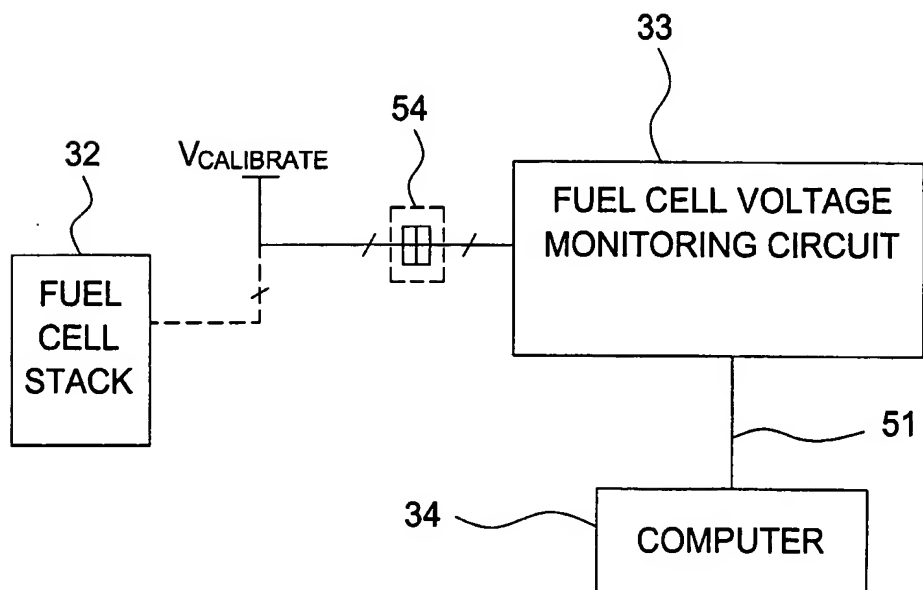 33
54
32
VCALIBRATE
FUEL CELL VOLTAGE
MONITORING CIRCUIT
FUEL
CELL
STACK
51
34
COMPUTER